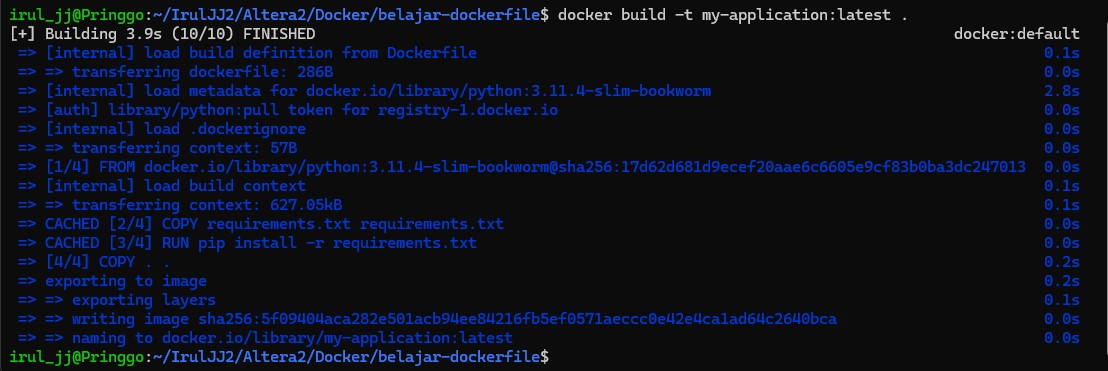 irul_jj@Pringgo:~/IrulJJ2/Altera2/Docker/belajar-dockerfile$ docker build -t my-application:latest .
[+] Building 3.9s (10/10) FINISHED docker:default
=> [internal] load build definition from Dockerfile 0.1s
=> => transferring dockerfile: 286B 0.0s
=> [internal] load metadata for docker.io/library/python:3.11.4-slim-bookworm 2.8s
=> [auth] library/python:pull token for registry-1.docker.io 0.0s
=> [internal] load .dockerignore 0.0s
=> => transferring context: 57B 0.0s
=> [1/4] FROM docker.io/library/python:3.11.4-slim-bookworm@sha256:17d62d681d9ecef20aae6c6605e9cf83b0ba3dc247013 0.0s
=> [internal] load build context 0.1s
=> => transferring context: 627.05kB 0.1s
=> CACHED [2/4] COPY requirements.txt requirements.txt 0.0s
=> CACHED [3/4] RUN pip install -r requirements.txt 0.0s
=> [4/4] COPY . . 0.2s
=> exporting to image 0.2s
=> => exporting layers 0.1s
=> => writing image sha256:5f09404aca282e501acb94ee84216fb5ef0571aeccc0e42e4ca1ad64c2640bca 0.0s
=> => naming to docker.io/library/my-application:latest 0.0s
irul_jj@Pringgo:~/IrulJJ2/Altera2/Docker/belajar-dockerfile$